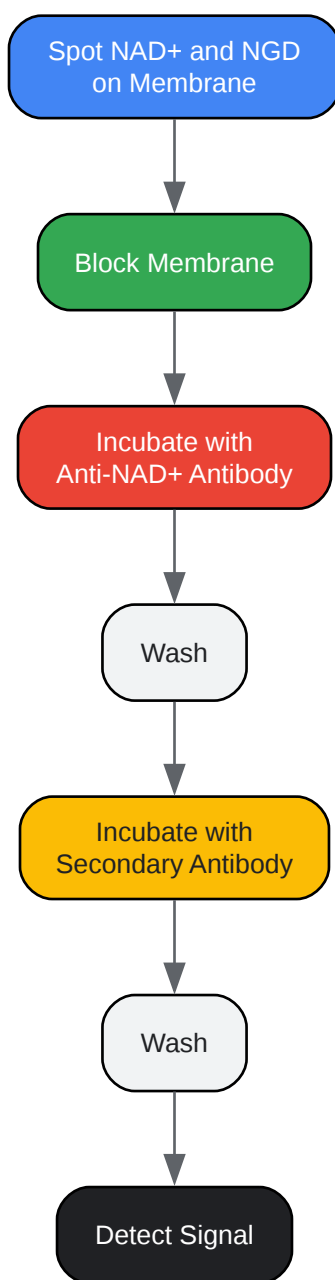 Spot NAD+ and NGD
on Membrane
Block Membrane
Incubate with
Anti-NAD+ Antibody
Wash
Incubate with
Secondary Antibody
Wash
Detect Signal